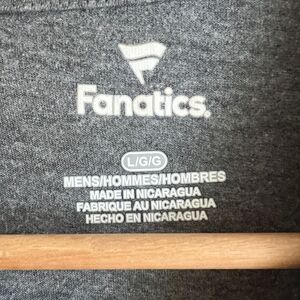 Fanatics.
L/G/G
MENS/HOMMES/HOMBRES
MADE IN NICARAGUA
FABRIQUE AU NICARAGUA
HECHO EN NICARAGUA